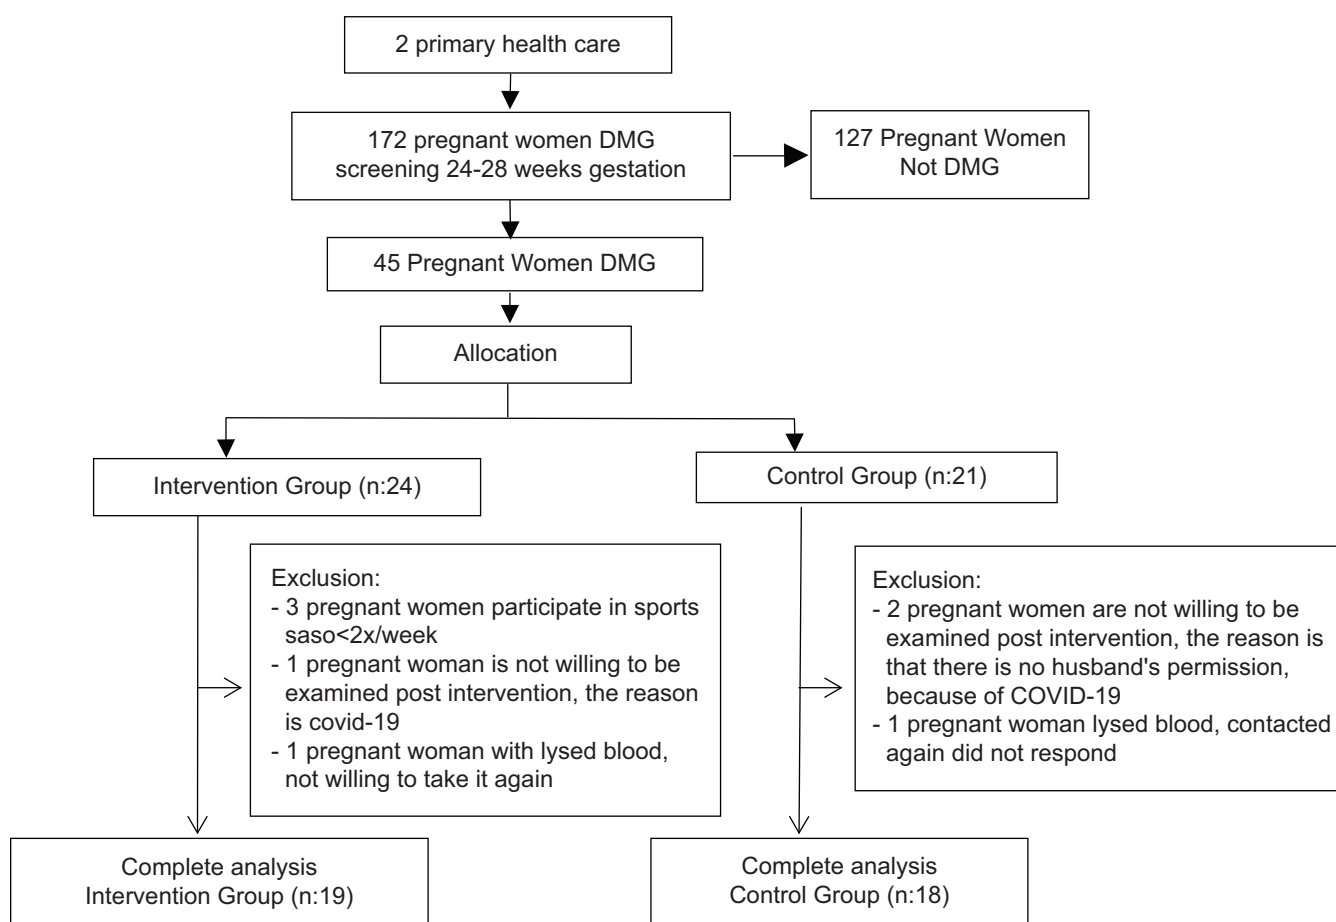 2 primary health care
172 pregnant women DMG
screening 24-28 weeks gestation
127 Pregnant Women
Not DMG
45 Pregnant Women DMG
Allocation
Intervention Group (n:24)
Control Group (n:21)
Exclusion:
- 3 pregnant women participate in sports
saso<2x/week
- 1 pregnant woman is not willing to be
examined post intervention, the reason
is covid-19
- 1 pregnant woman with lysed blood,
not willing to take it again
Exclusion:
- 2 pregnant women are not willing to be
examined post intervention, the reason is
that there is no husband's permission,
because of COVID-19
- 1 pregnant woman lysed blood, contacted
again did not respond
Complete analysis
Intervention Group (n:19)
Complete analysis
Control Group (n:18)